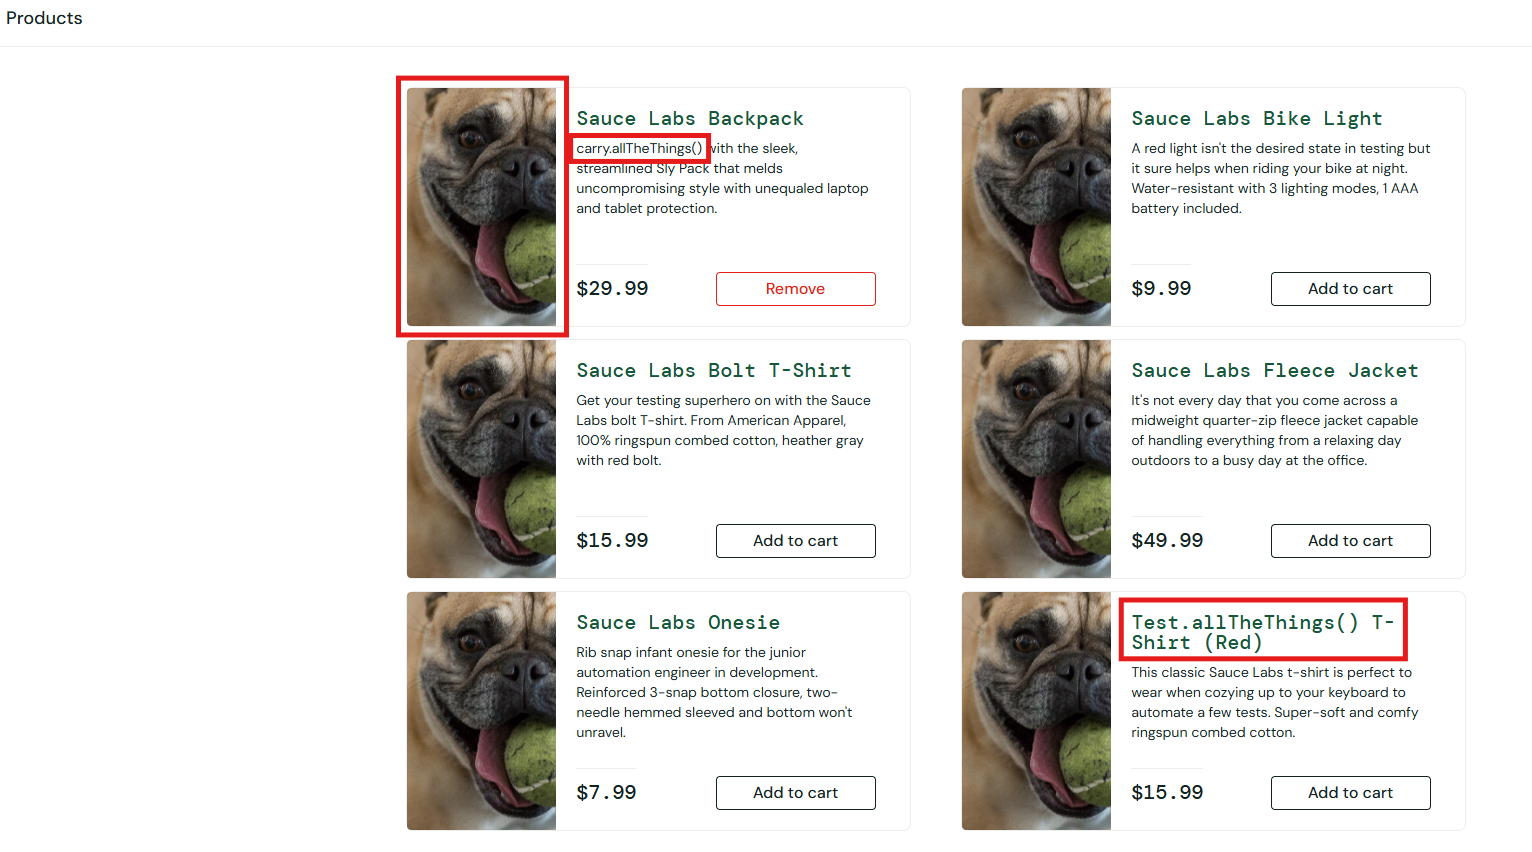 Products
Sauce Labs Backpack
carry.allTheThings() with the sleek,
streamlined Sly Pack that melds
uncompromising style with unequaled laptop
and tablet protection.
$29.99
Remove
Sauce Labs Bike Light
A red light isn't the desired state in testing but
it sure helps when riding your bike at night.
Water-resistant with 3 lighting modes, 1 AAA
battery included.
$9.99
Add to cart
Sauce Labs Bolt T-Shirt
Get your testing superhero on with the Sauce
Labs bolt T-shirt. From American Apparel,
100% ringspun combed cotton, heather gray
with red bolt.
$15.99
Add to cart
Sauce Labs Fleece Jacket
It's not every day that you come across a
midweight quarter-zip fleece jacket capable
of handling everything from a relaxing day
outdoors to a busy day at the office.
$49.99
Add to cart
Sauce Labs Onesie
Rib snap infant onesie for the junior
automation engineer in development.
Reinforced 3-snap bottom closure, two-
needle hemmed sleeved and bottom won't
unravel.
$7.99
Add to cart
Test.allTheThings() T-
Shirt (Red)
This classic Sauce Labs t-shirt is perfect to
wear when cozying up to your keyboard to
automate a few tests. Super-soft and comfy
ringspun combed cotton.
$15.99
Add to cart